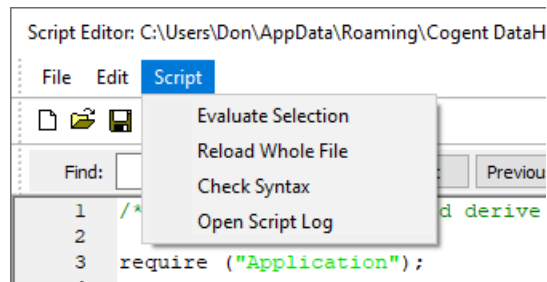 Script Editor: C:\Users\Don\AppData\Roaming\Cogent DataH
File Edit Script
Evaluate Selection
Reload Whole File
Check Syntax
Open Script Log
Find: Previou
1 /* d derive
2
3 require ("Application");